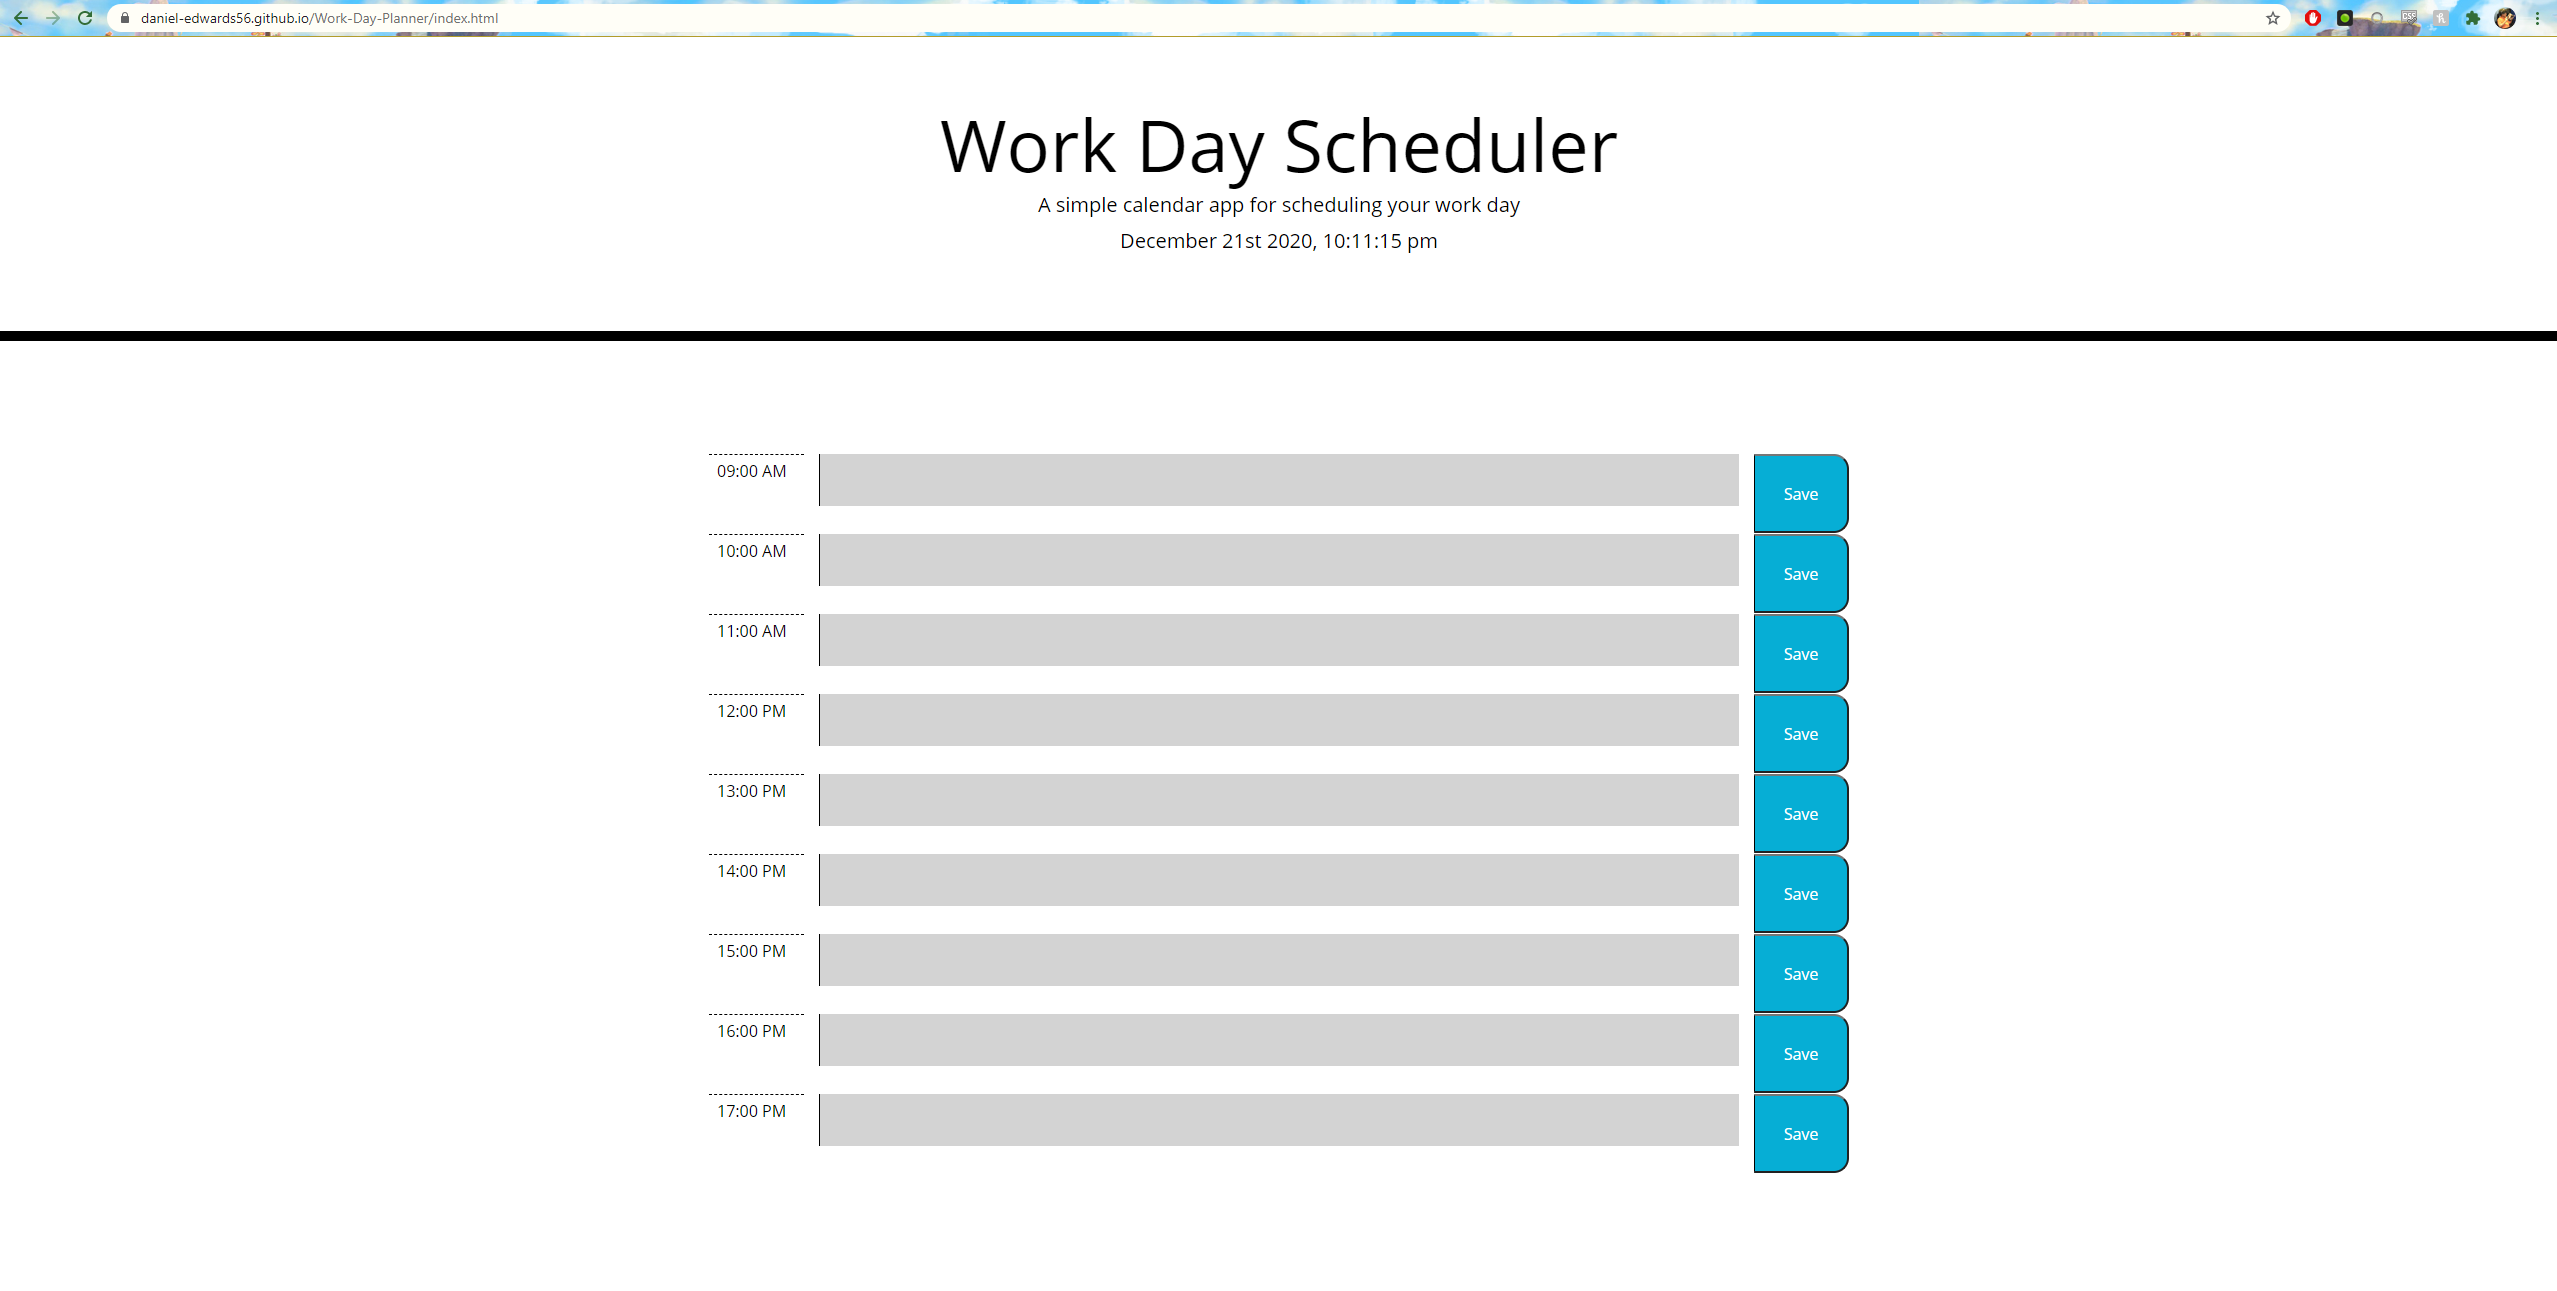 daniel-edwards56.github.io/Work-Day-Planner/index.html
Work Day Scheduler
A simple calendar app for scheduling your work day
December 21st 2020, 10:11:15 pm
09:00 AM
Save
10:00 AM
Save
11:00 AM
Save
12:00 PM
Save
13:00 PM
Save
14:00 PM
Save
15:00 PM
Save
16:00 PM
Save
17:00 PM
Save